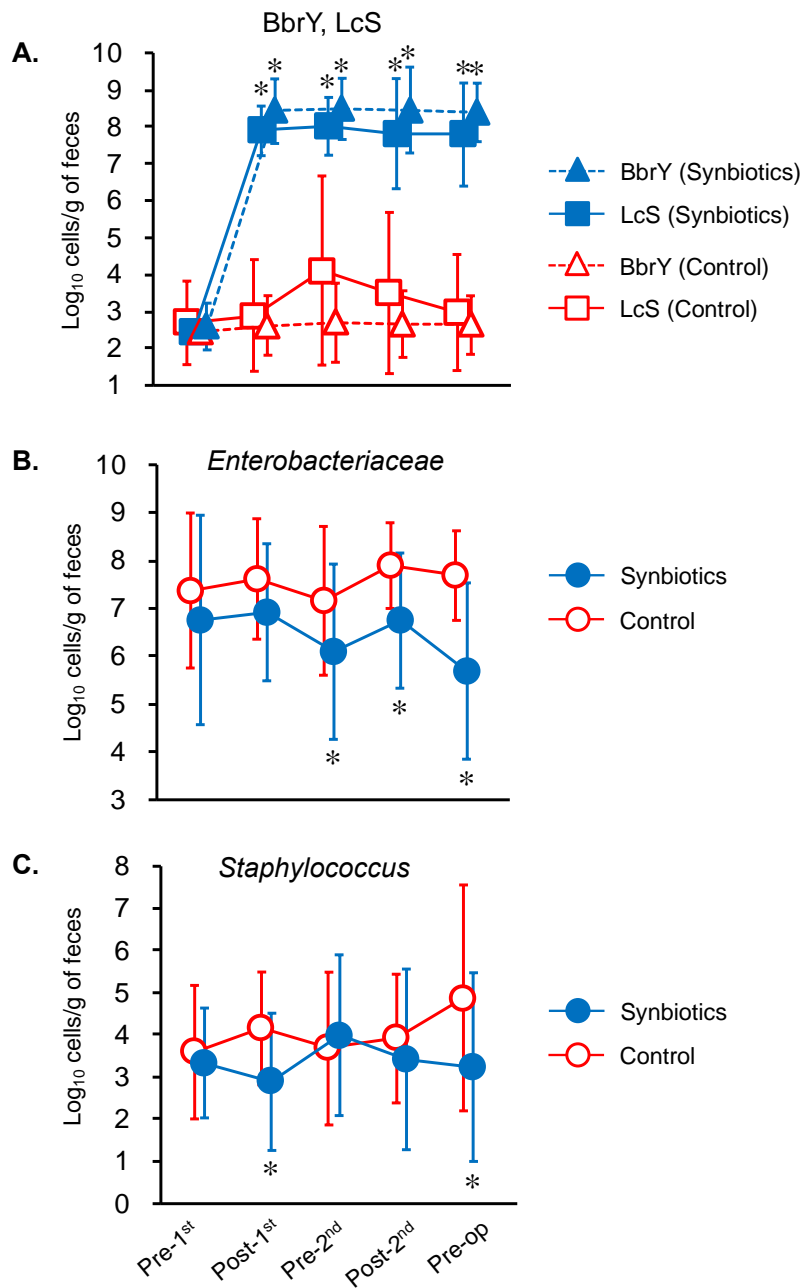 BbrY, LcS
A.
10
9
8
7
6
5
4
3
2
1
Log₁₀ cells/g of feces
* * * * * * * *
BbrY (Synbiotics)
LcS (Synbiotics)
BbrY (Control)
LcS (Control)
B.
Enterobacteriaceae
10
9
8
7
6
5
4
3
Log₁₀ cells/g of feces
* * *
Synbiotics
Control
C.
Staphylococcus
8
7
6
5
4
3
2
1
0
Log₁₀ cells/g of feces
* *
Synbiotics
Control
Pre-1ˢᵗ
Post-1ˢᵗ
Pre-2ⁿᵈ
Post-2ⁿᵈ
Pre-op